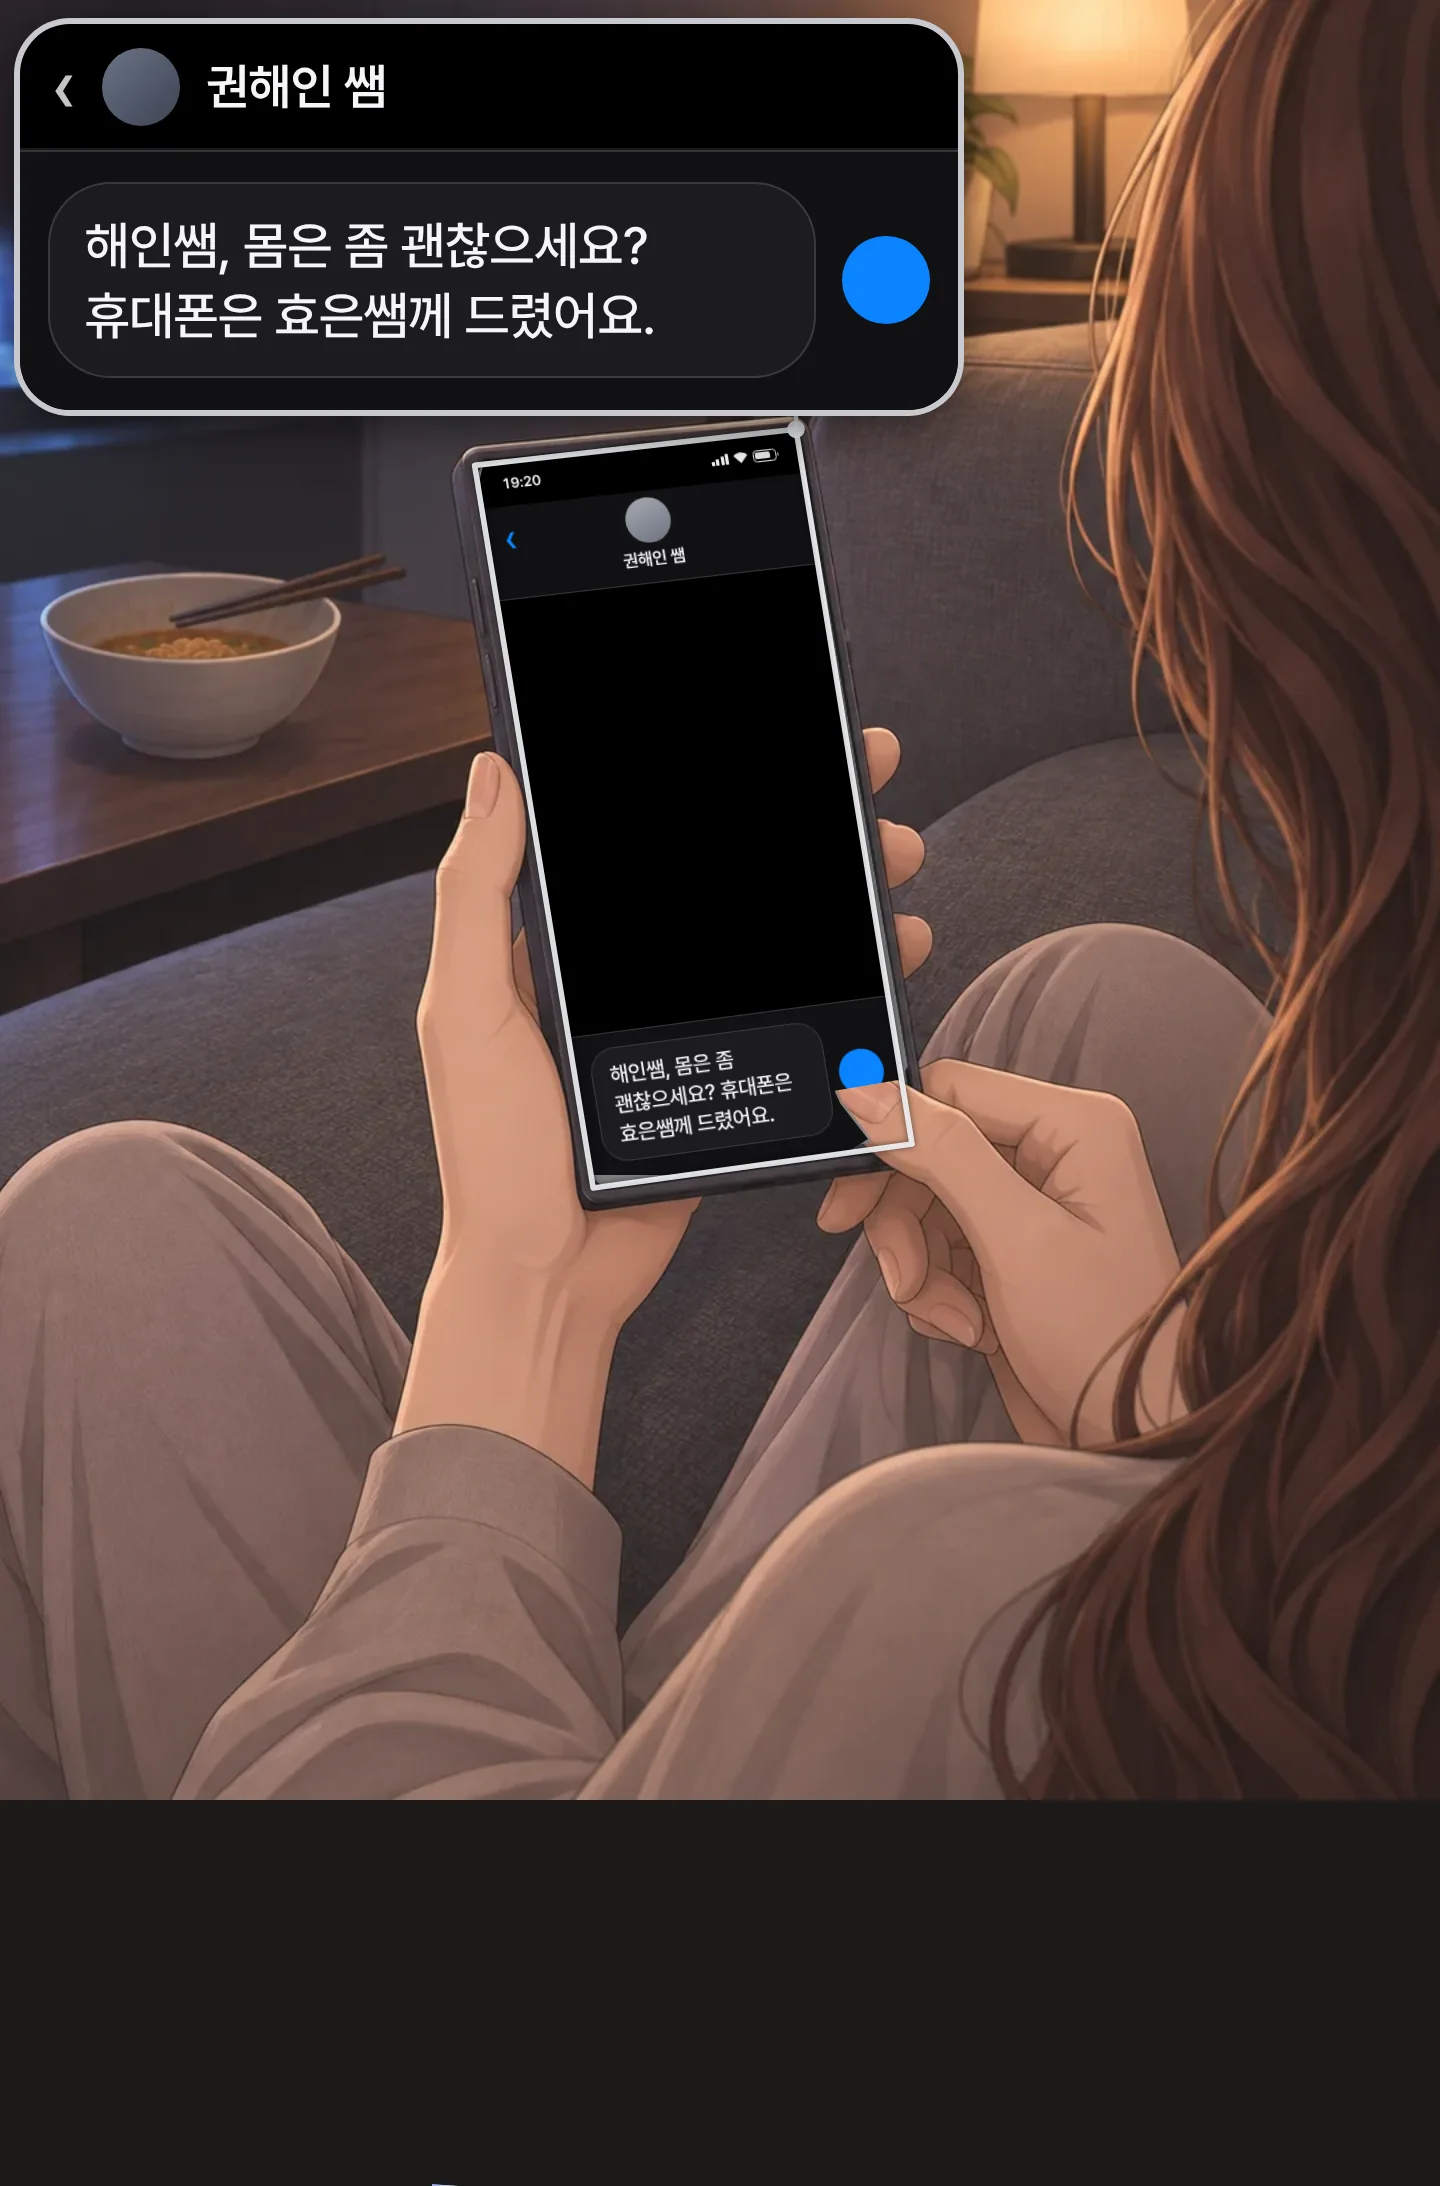 권해인 쌤
해인쌤, 몸은 좀 괜찮으세요?
휴대폰은 효은쌤께 드렸어요.
19:20
권해인 쌤
해인쌤, 몸은 좀
괜찮으세요? 휴대폰은
효은쌤께 드렸어요.